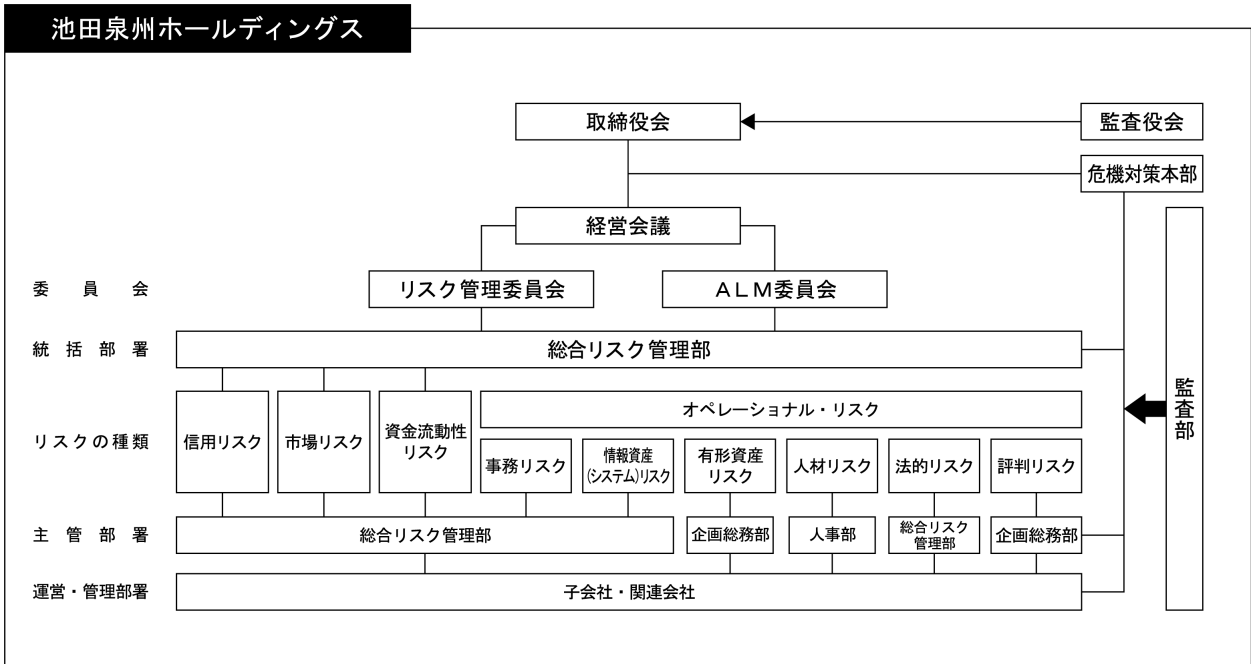 池田泉州ホールディングス
取締役会
監査役会
危機対策本部
経営会議
委員会
リスク管理委員会
ALM委員会
統括部署
総合リスク管理部
監査部
リスクの種類
信用リスク
市場リスク
資金流動性
リスク
オペレーショナル・リスク
事務リスク
情報資産
(システム)リスク
有形資産
リスク
人材リスク
法的リスク
評判リスク
主管部署
総合リスク管理部
企画総務部
人事部
総合リスク
管理部
企画総務部
運営・管理部署
子会社・関連会社